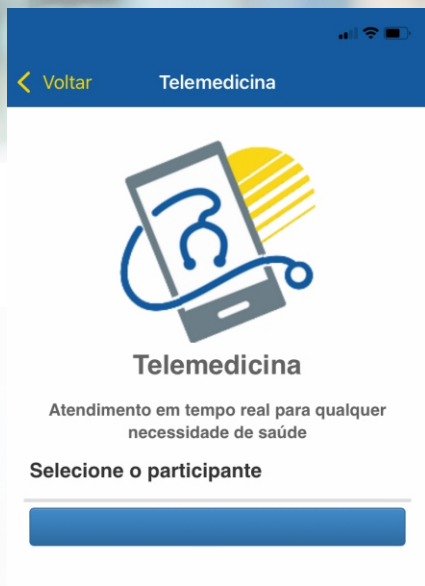 Voltar
Telemedicina
Telemedicina
Atendimento em tempo real para qualquer
necessidade de saúde
Selecione o participante